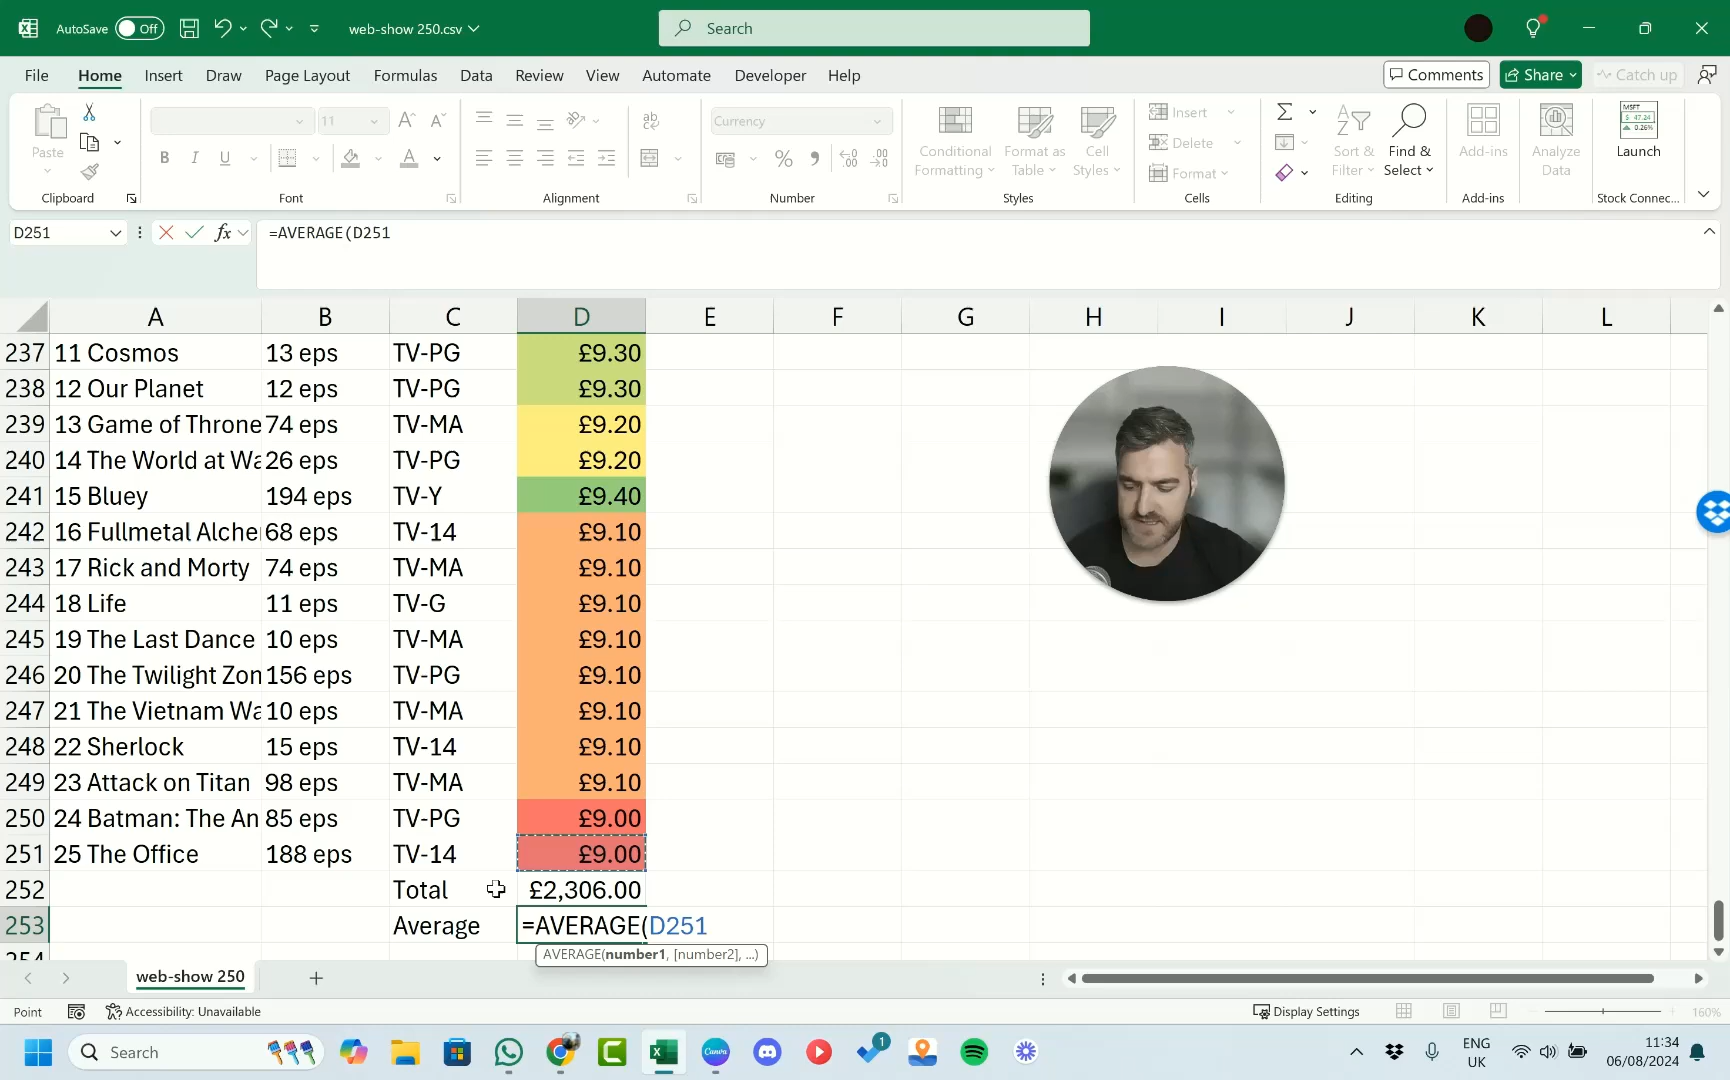 AutoSave Off web-show 250.csv Search
File Home Insert Draw Page Layout Formulas Data Review View Automate Developer Help Comments Share Catch up
Paste
Clipboard
11
B I U
Font
ab
Alignment
Currency
%
Number
Conditional Formatting
Format as Table
Cell Styles
Styles
Insert
Delete
Format
Cells
Sort & Filter
Find & Select
Editing
Add-ins
Add-ins
Analyze Data
MSFT
$ 47.24
0.26%
Launch
Stock Connec...
D251 fx =AVERAGE(D251
A B C D E F G H I J K L
237 11 Cosmos 13 eps TV-PG £9.30
238 12 Our Planet 12 eps TV-PG £9.30
239 13 Game of Throne 74 eps TV-MA £9.20
240 14 The World at Wa 26 eps TV-PG £9.20
241 15 Bluey 194 eps TV-Y £9.40
242 16 Fullmetal Alche 68 eps TV-14 £9.10
243 17 Rick and Morty 74 eps TV-MA £9.10
244 18 Life 11 eps TV-G £9.10
245 19 The Last Dance 10 eps TV-MA £9.10
246 20 The Twilight Zon 156 eps TV-PG £9.10
247 21 The Vietnam Wa 10 eps TV-MA £9.10
248 22 Sherlock 15 eps TV-14 £9.10
249 23 Attack on Titan 98 eps TV-MA £9.10
250 24 Batman: The An 85 eps TV-PG £9.00
251 25 The Office 188 eps TV-14 £9.00
252 Total £2,306.00
253 Average =AVERAGE(D251
254 AVERAGE(number1, [number2], ...)
web-show 250
Point Accessibility: Unavailable Display Settings 160%
Search Canva 1 ENG 11:34
UK 06/08/2024